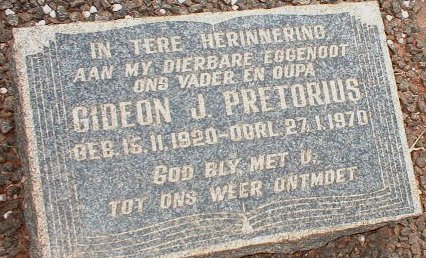 IN TERE HERINNERING
AAN MY DIERBARE EGGENOOT
ONS VADER EN OUPA
GIDEON J. PRETORIUS
GEB. 15.11.1920-OORL. 27.1.1978
GOD BLY MET U
TOT ONS WEER ONTMOET